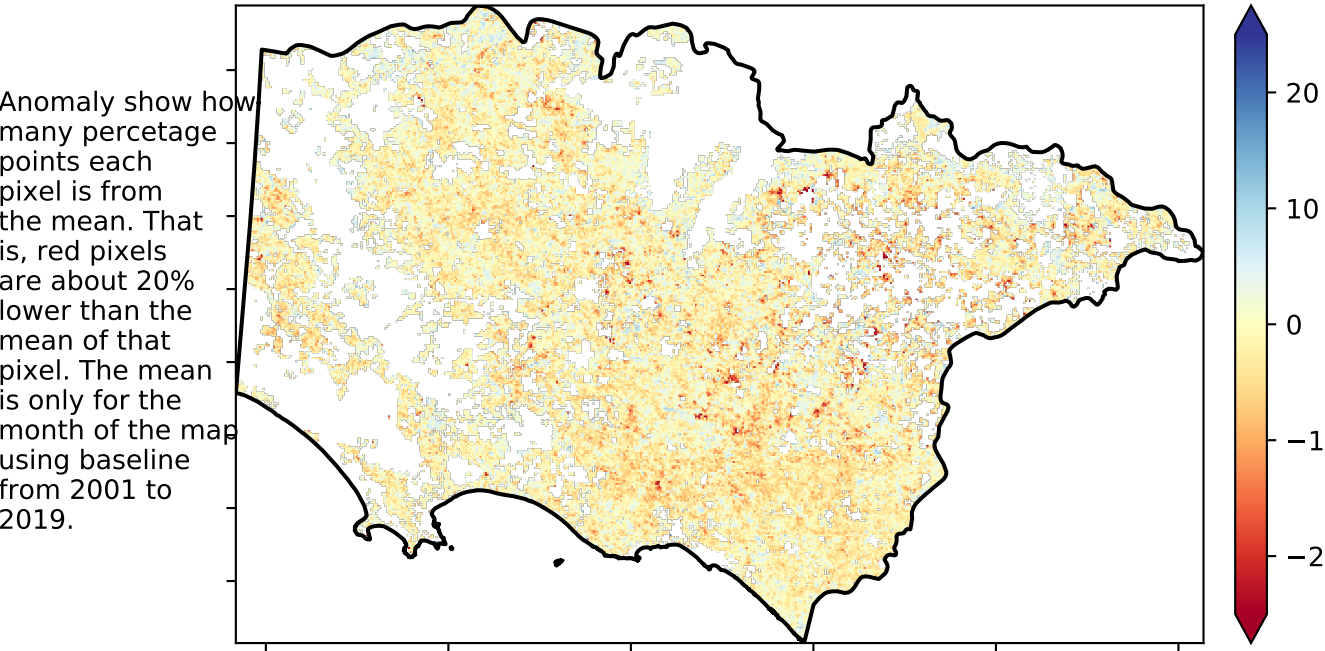 Anomaly show how
many percetage
points each
pixel is from
the mean. That
is, red pixels
are about 20%
lower than the
mean of that
pixel. The mean
is only for the
month of the map
using baseline
from 2001 to
2019.
20
10
0
−1
−2